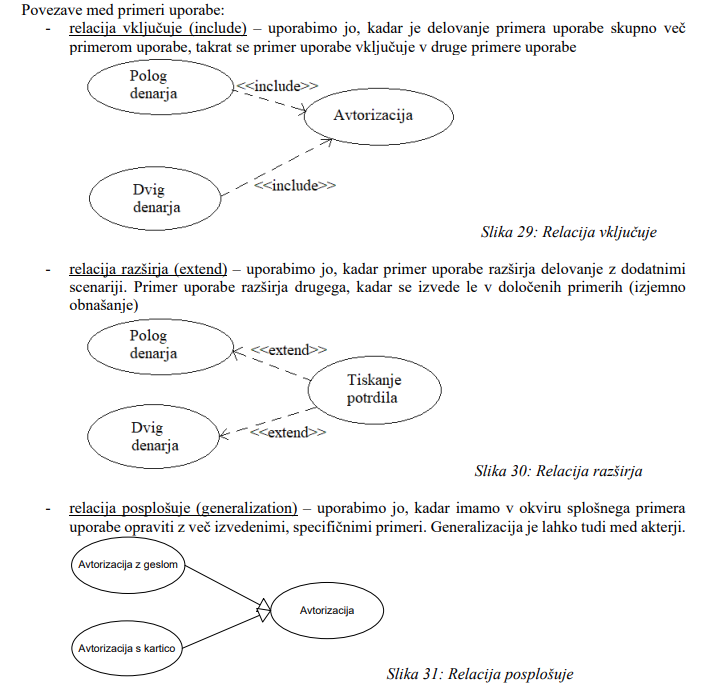 Povezave med primeri uporabe:
- relacija vključuje (include) – uporabimo jo, kadar je delovanje primera uporabe skupno več
primerom uporabe, takrat se primer uporabe vključuje v druge primere uporabe
Polog
denarja
<<include>>
Avtorizacija
Dvig
denarja
<<include>>
Slika 29: Relacija vključuje
- relacija razširja (extend) – uporabimo jo, kadar primer uporabe razširja delovanje z dodatnimi
scenariji. Primer uporabe razširja drugega, kadar se izvede le v določenih primerih (izjemno
obnašanje)
Polog
denarja
<<extend>>
Tiskanje
potrdila
Dvig
denarja
<<extend>>
Slika 30: Relacija razširja
- relacija posplošuje (generalization) – uporabimo jo, kadar imamo v okviru splošnega primera
uporabe opraviti z več izvedenimi, specifičnimi primeri. Generalizacija je lahko tudi med akterji.
Avtorizacija z geslom
Avtorizacija
Avtorizacija s kartico
Slika 31: Relacija posplošuje